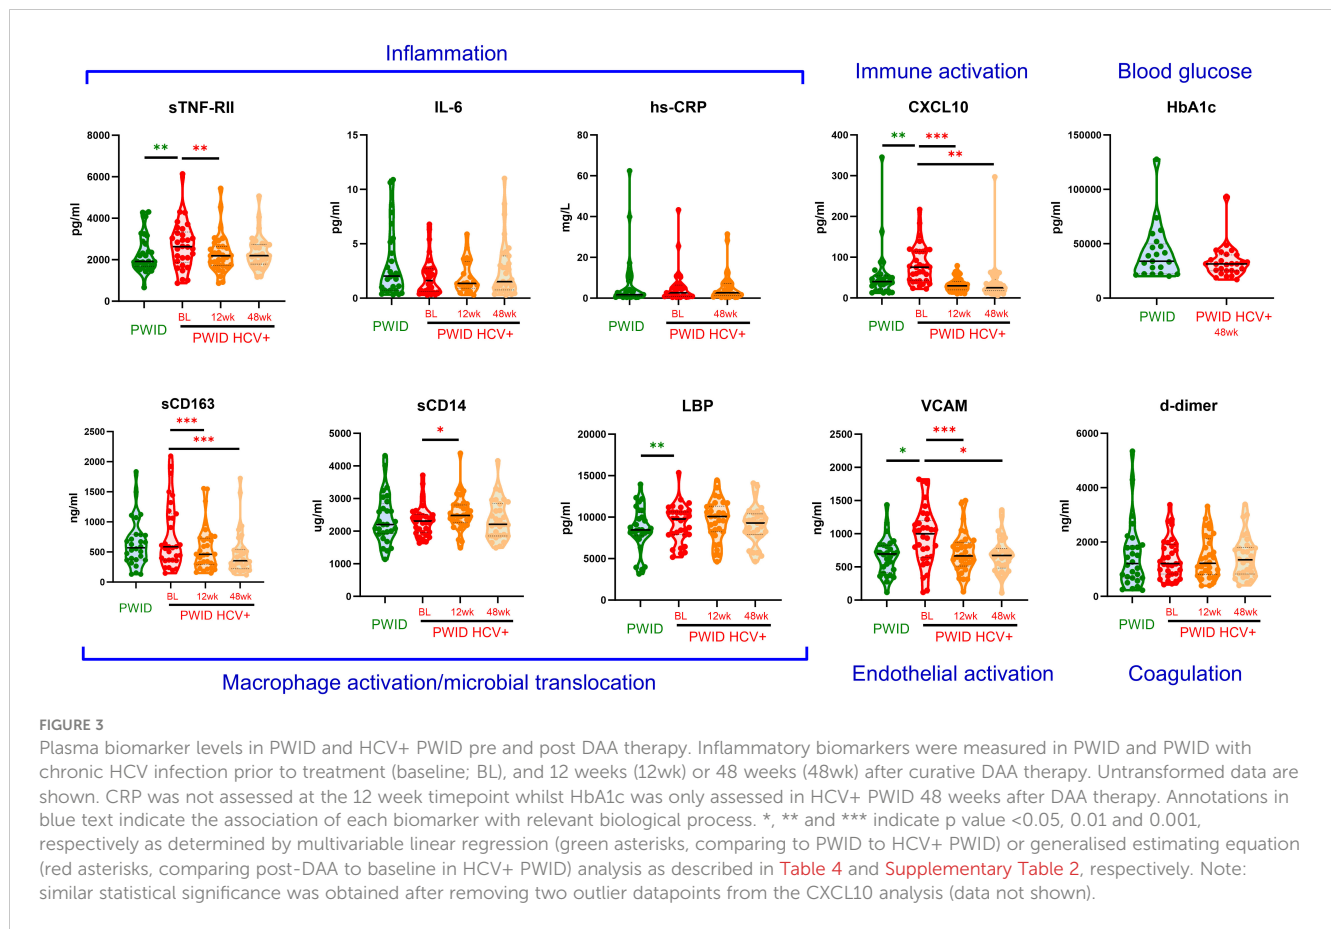 Inflammation
Immune activation
Blood glucose
sTNF-RII
IL-6
hs-CRP
CXCL10
HbA1c
8000
6000
4000
2000
0
pg/ml
** **
PWID
BL 12wk 48wk
PWID HCV+
15
10
5
0
pg/ml
PWID
BL 12wk 48wk
PWID HCV+
80
60
40
20
0
mg/L
PWID
BL 48wk
PWID HCV+
400
300
200
100
0
pg/ml
** ***
**
PWID
BL 12wk 48wk
PWID HCV+
150000
100000
50000
0
pg/ml
PWID
PWID HCV+
48wk
sCD163
sCD14
LBP
VCAM
d-dimer
2500
2000
1500
1000
500
0
ng/ml
***
***
PWID
BL 12wk 48wk
PWID HCV+
5000
4000
3000
2000
1000
0
ug/ml
*
PWID
BL 12wk 48wk
PWID HCV+
20000
15000
10000
5000
0
pg/ml
**
PWID
BL 12wk 48wk
PWID HCV+
2500
2000
1500
1000
500
0
ng/ml
* ***
*
PWID
BL 12wk 48wk
PWID HCV+
6000
4000
2000
0
ng/ml
PWID
BL 12wk 48wk
PWID HCV+
Macrophage activation/microbial translocation
Endothelial activation
Coagulation
FIGURE 3
Plasma biomarker levels in PWID and HCV+ PWID pre and post DAA therapy. Inflammatory biomarkers were measured in PWID and PWID with
chronic HCV infection prior to treatment (baseline; BL), and 12 weeks (12wk) or 48 weeks (48wk) after curative DAA therapy. Untransformed data are
shown. CRP was not assessed at the 12 week timepoint whilst HbA1c was only assessed in HCV+ PWID 48 weeks after DAA therapy. Annotations in
blue text indicate the association of each biomarker with relevant biological process. *, ** and *** indicate p value <0.05, 0.01 and 0.001,
respectively as determined by multivariable linear regression (green asterisks, comparing to PWID to HCV+ PWID) or generalised estimating equation
(red asterisks, comparing post-DAA to baseline in HCV+ PWID) analysis as described in Table 4 and Supplementary Table 2, respectively. Note:
similar statistical significance was obtained after removing two outlier datapoints from the CXCL10 analysis (data not shown).